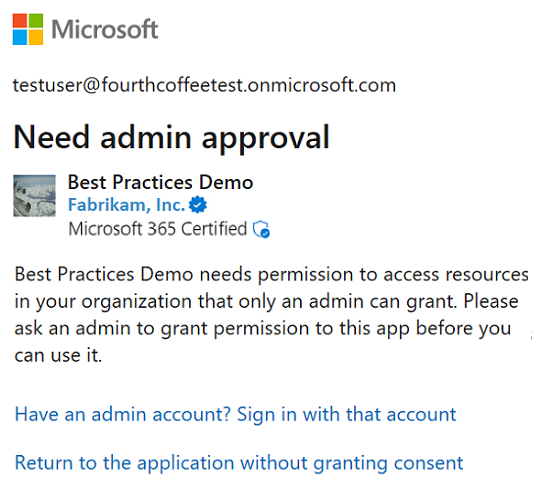 Microsoft
testuser@fourthcoffeetest.onmicrosoft.com
Need admin approval
Best Practices Demo
Fabrikam, Inc.
Microsoft 365 Certified
Best Practices Demo needs permission to access resources
in your organization that only an admin can grant. Please
ask an admin to grant permission to this app before you
can use it.
Have an admin account? Sign in with that account
Return to the application without granting consent